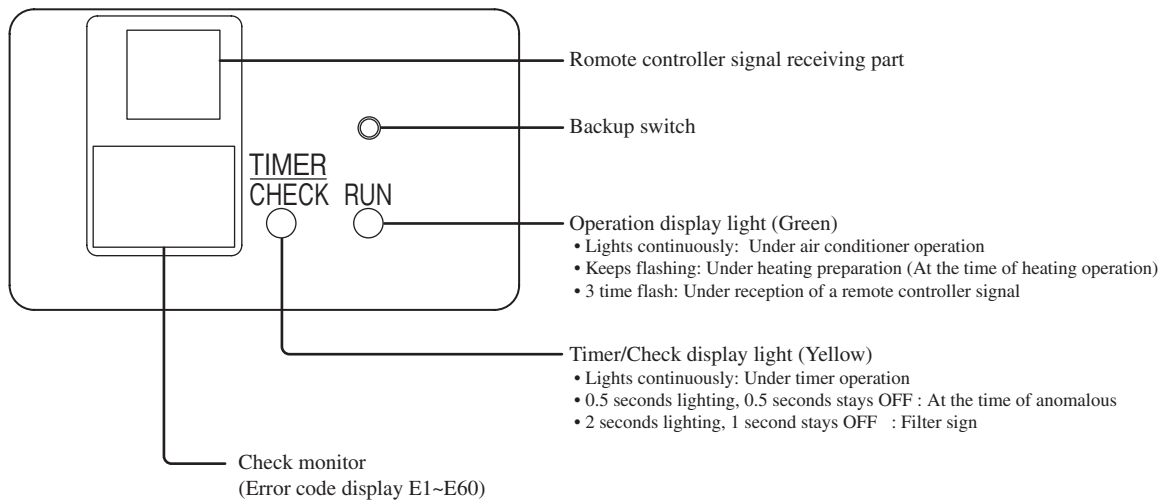 Romote controller signal receiving part
Backup switch
TIMER
CHECK RUN
Operation display light (Green)
• Lights continuously: Under air conditioner operation
• Keeps flashing: Under heating preparation (At the time of heating operation)
• 3 time flash: Under reception of a remote controller signal
Timer/Check display light (Yellow)
• Lights continuously: Under timer operation
• 0.5 seconds lighting, 0.5 seconds stays OFF : At the time of anomalous
• 2 seconds lighting, 1 second stays OFF : Filter sign
Check monitor
(Error code display E1~E60)